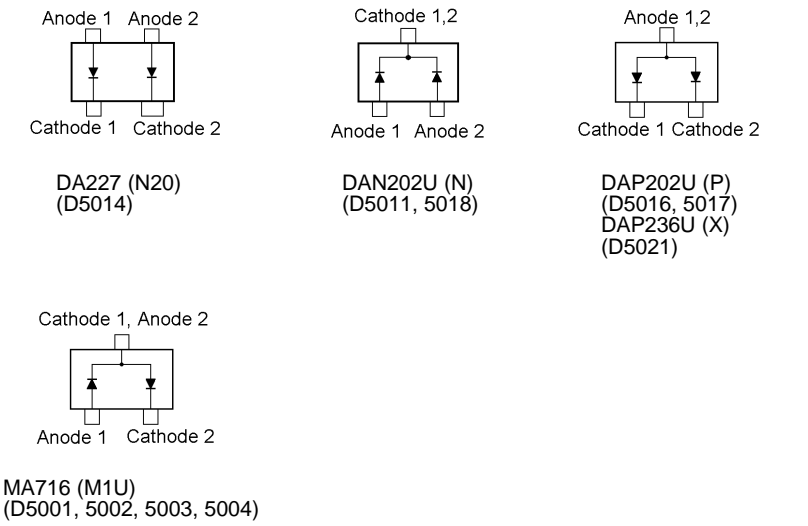 Anode 1 Anode 2
Cathode 1 Cathode 2
DA227 (N20)
(D5014)
Cathode 1,2
Anode 1 Anode 2
DAN202U (N)
(D5011, 5018)
Anode 1,2
Cathode 1 Cathode 2
DAP202U (P)
(D5016, 5017)
DAP236U (X)
(D5021)
Cathode 1, Anode 2
Anode 1 Cathode 2
MA716 (M1U)
(D5001, 5002, 5003, 5004)